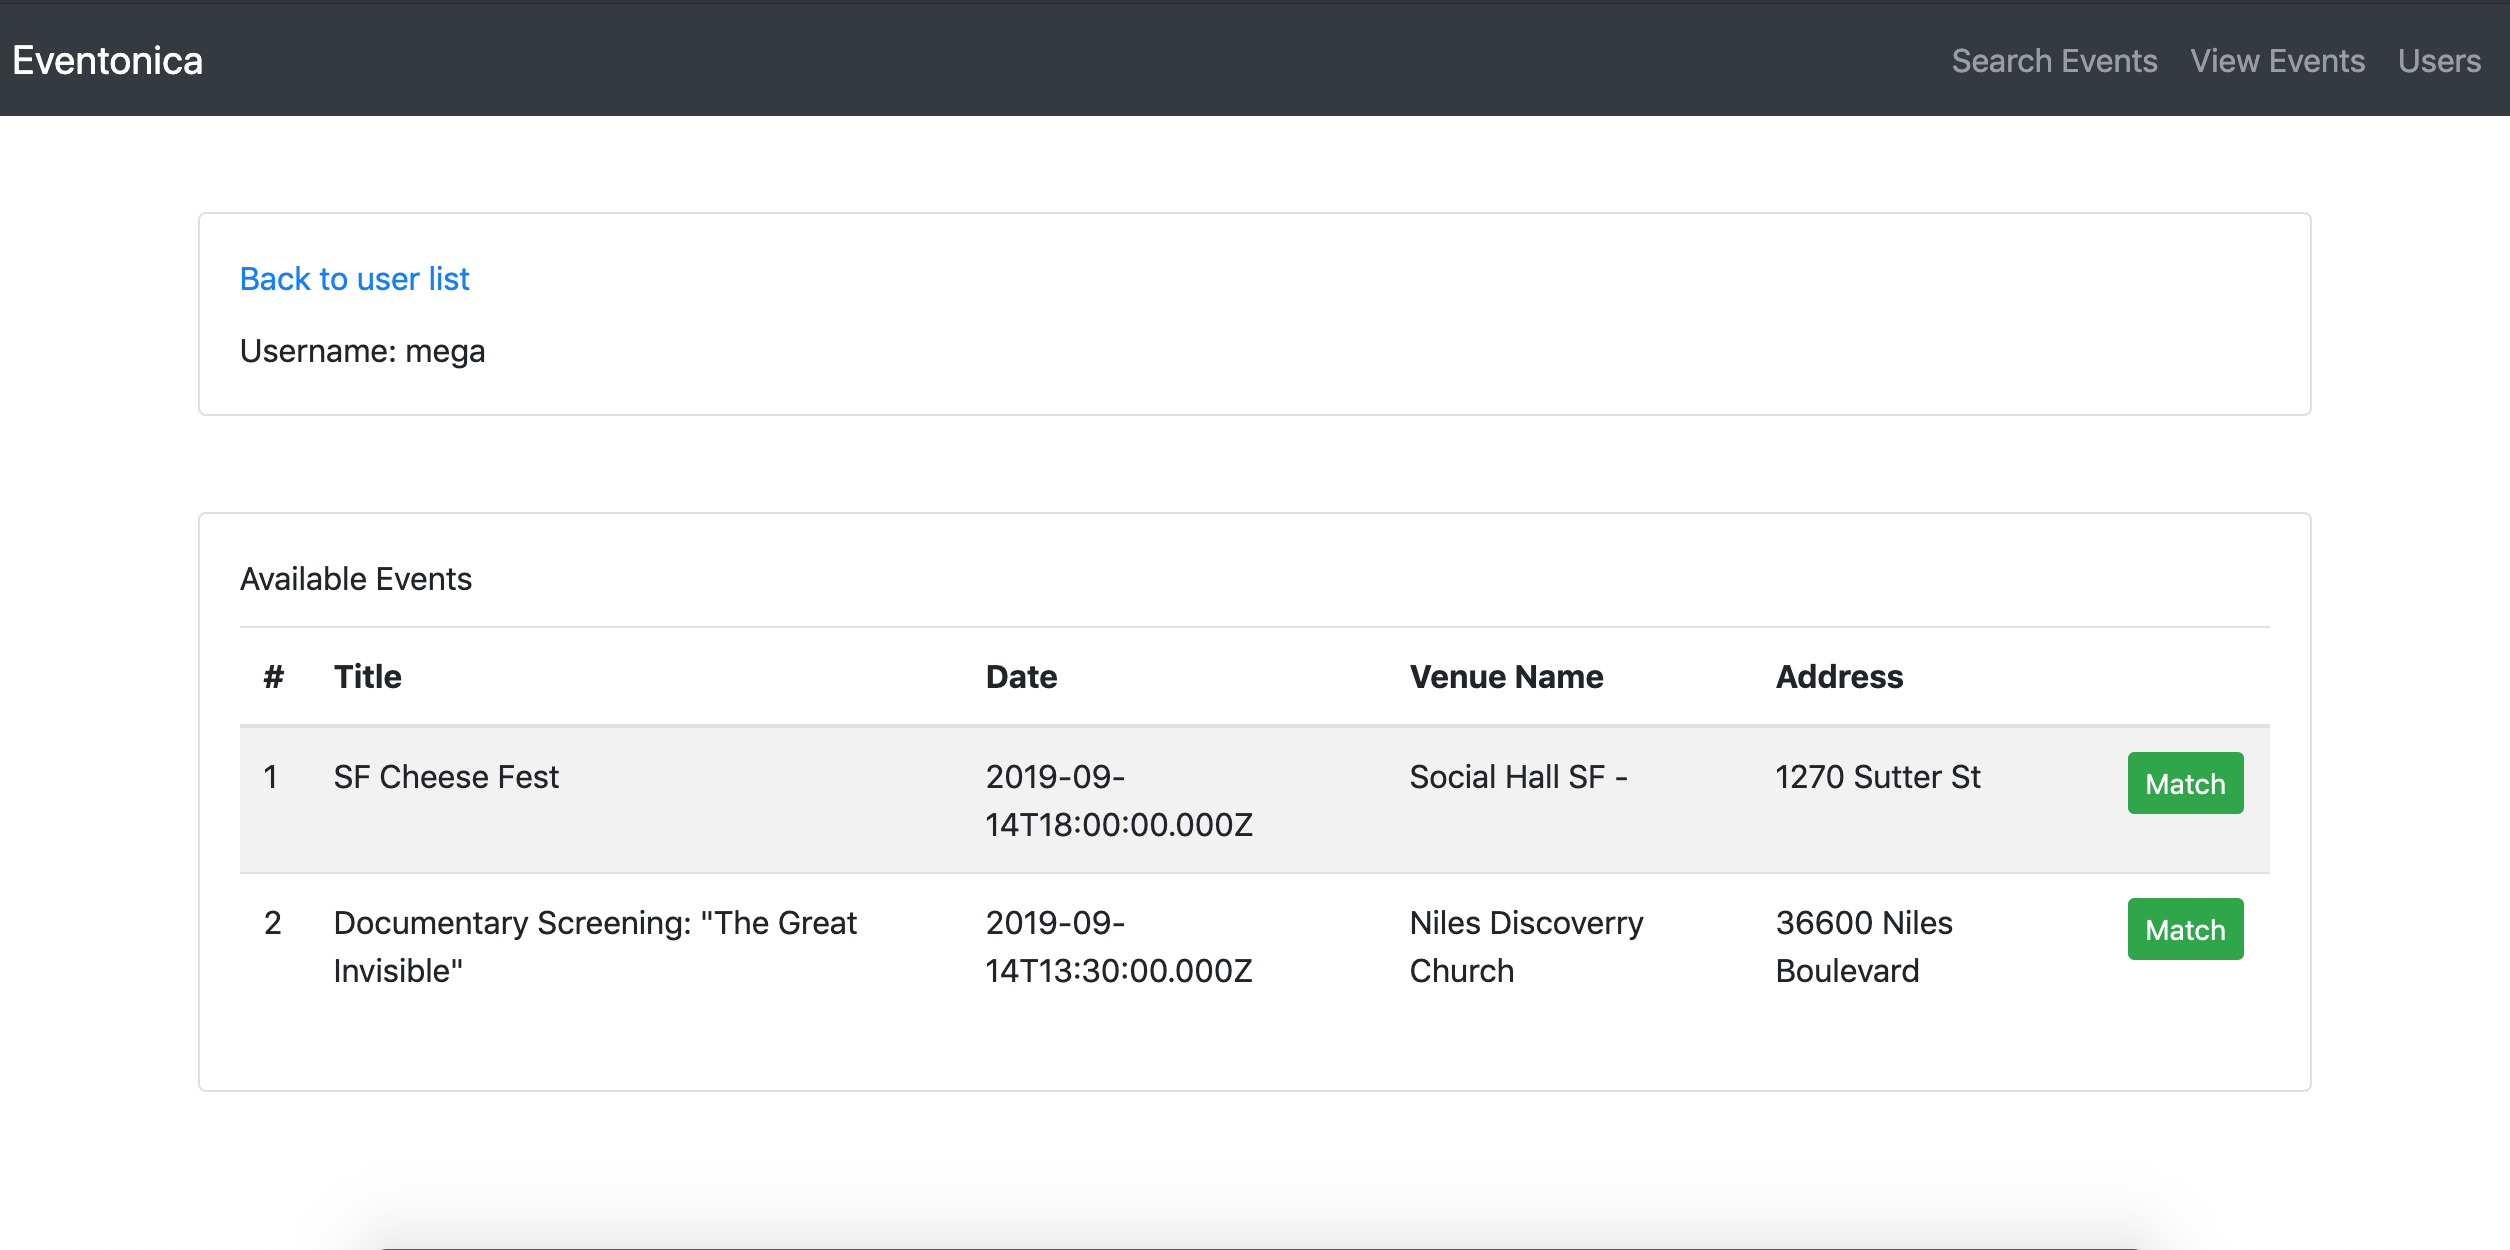 Eventonica
Search Events View Events Users
Back to user list
Username: mega
Available Events
# Title Date Venue Name Address
1 SF Cheese Fest 2019-09- Social Hall SF - 1270 Sutter St Match
14T18:00:00.000Z
2 Documentary Screening: "The Great 2019-09- Niles Discoverry 36600 Niles Match
Invisible" 14T13:30:00.000Z Church Boulevard